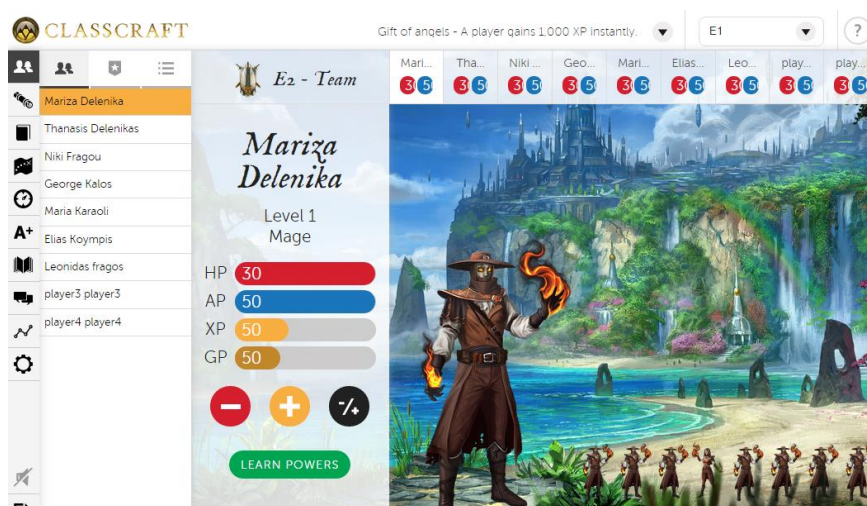 CLASSCRAFT
Gift of angels - A player gains 1.000 XP instantly.
E1
?
E2 - Team
Mari...
Tha...
Niki ...
Geo...
Mari...
Elias...
Leo...
play...
play...
Mariza Delenika
Thanasis Delenikas
Niki Fragou
George Kalos
Maria Karaoli
Elias Koympis
Leonidas fragos
player3 player3
player4 player4
A+
Mariza
Delenika
Level 1
Mage
HP 30
AP 50
XP 50
GP 50
LEARN POWERS